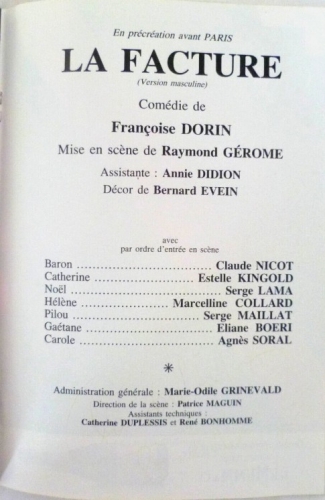 En précréation avant PARIS
LA FACTURE
(Version masculine)
Comédie de
Françoise DORIN
Mise en scène de Raymond GÉROME
Assistante : Annie DIDION
Décor de Bernard EVEIN
avec
par ordre d'entrée en scène
Baron ........................ Claude NICOT
Catherine .................... Estelle KINGOLD
Noël ......................... Serge LAMA
Hélène ....................... Marcelline COLLARD
Pilou ........................ Serge MAILLAT
Gaétane ...................... Eliane BOERI
Carole ....................... Agnès SORAL
*
Administration générale : Marie-Odile GRINEVALD
Direction de la scène : Patrice MAGUIN
Assistants techniques :
Catherine DUPLESSIS et René BONHOMME